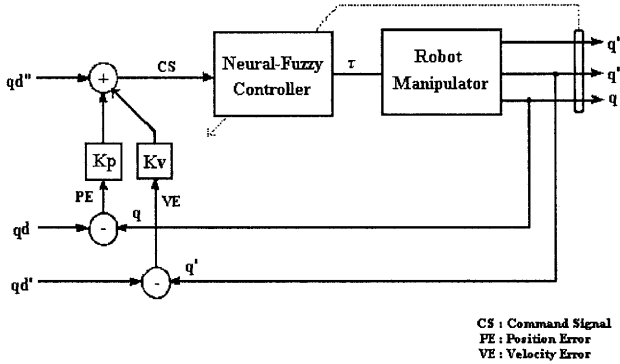 qd"
+
CS
Neural-Fuzzy
Controller
τ
Robot
Manipulator
q"
q'
q
Kp
Kv
PE
VE
qd
-
q
qd'
-
q'
CS : Command Signal
PE : Position Error
VE : Velocity Error